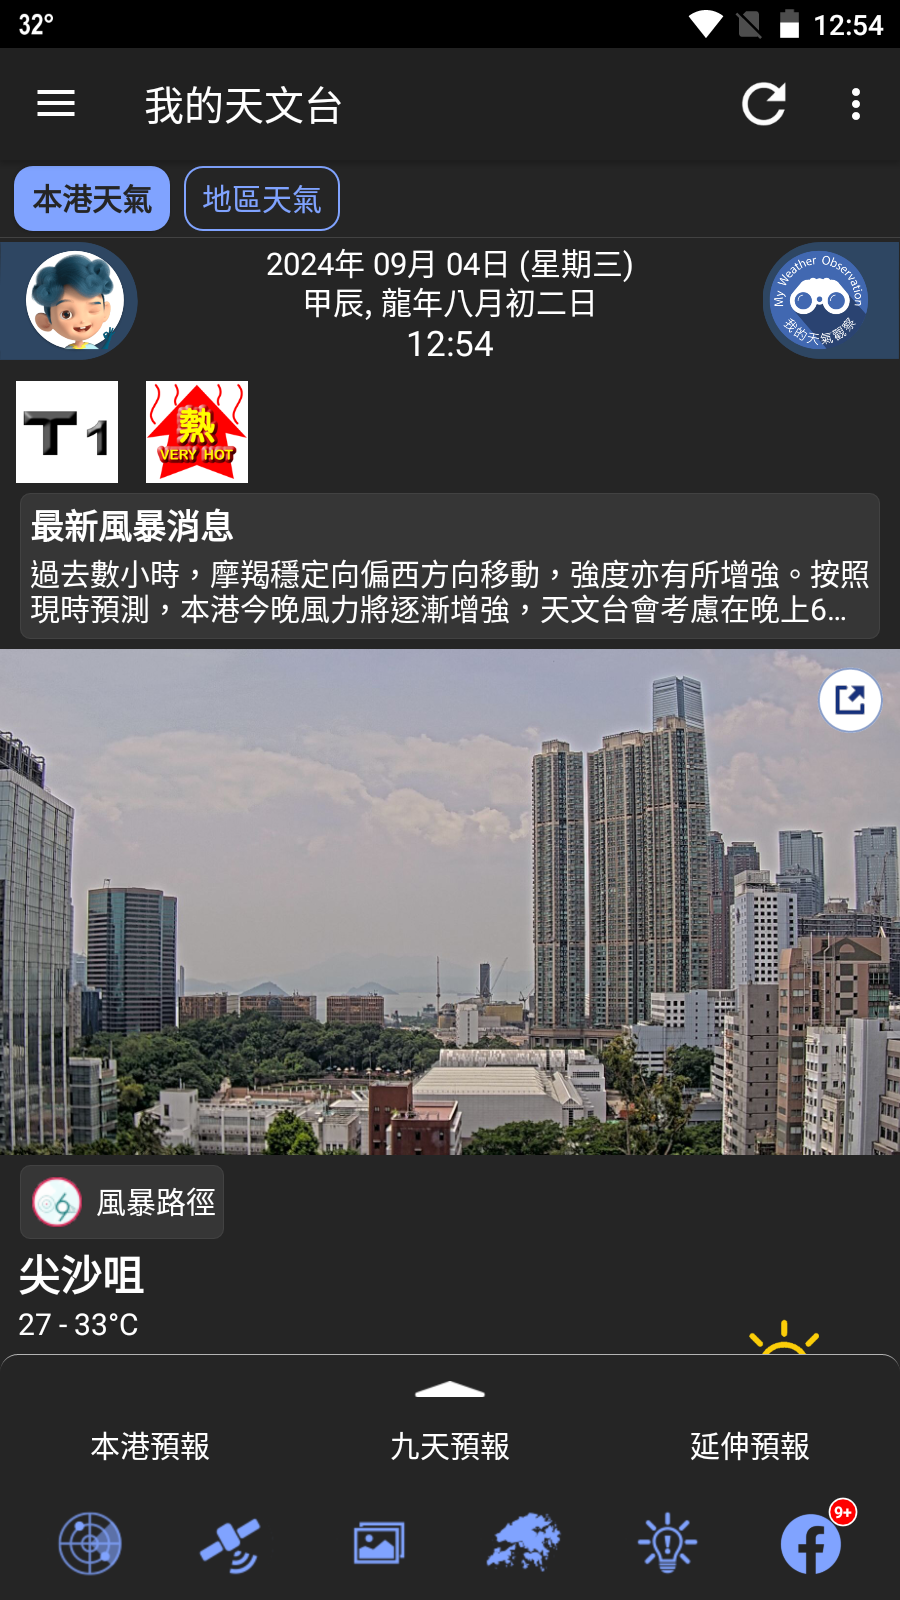 32°
12:54
我的天文台
本港天氣
地區天氣
2024年 09月 04日 (星期三)
甲辰, 龍年八月初二日
12:54
My Weather Observation
我的天氣觀察
T1
熱
VERY HOT
最新風暴消息
過去數小時，摩羯穩定向偏西方向移動，強度亦有所增強。按照
現時預測，本港今晚風力將逐漸增強，天文台會考慮在晚上6...
風暴路徑
尖沙咀
27 - 33°C
本港預報
九天預報
延伸預報
9+